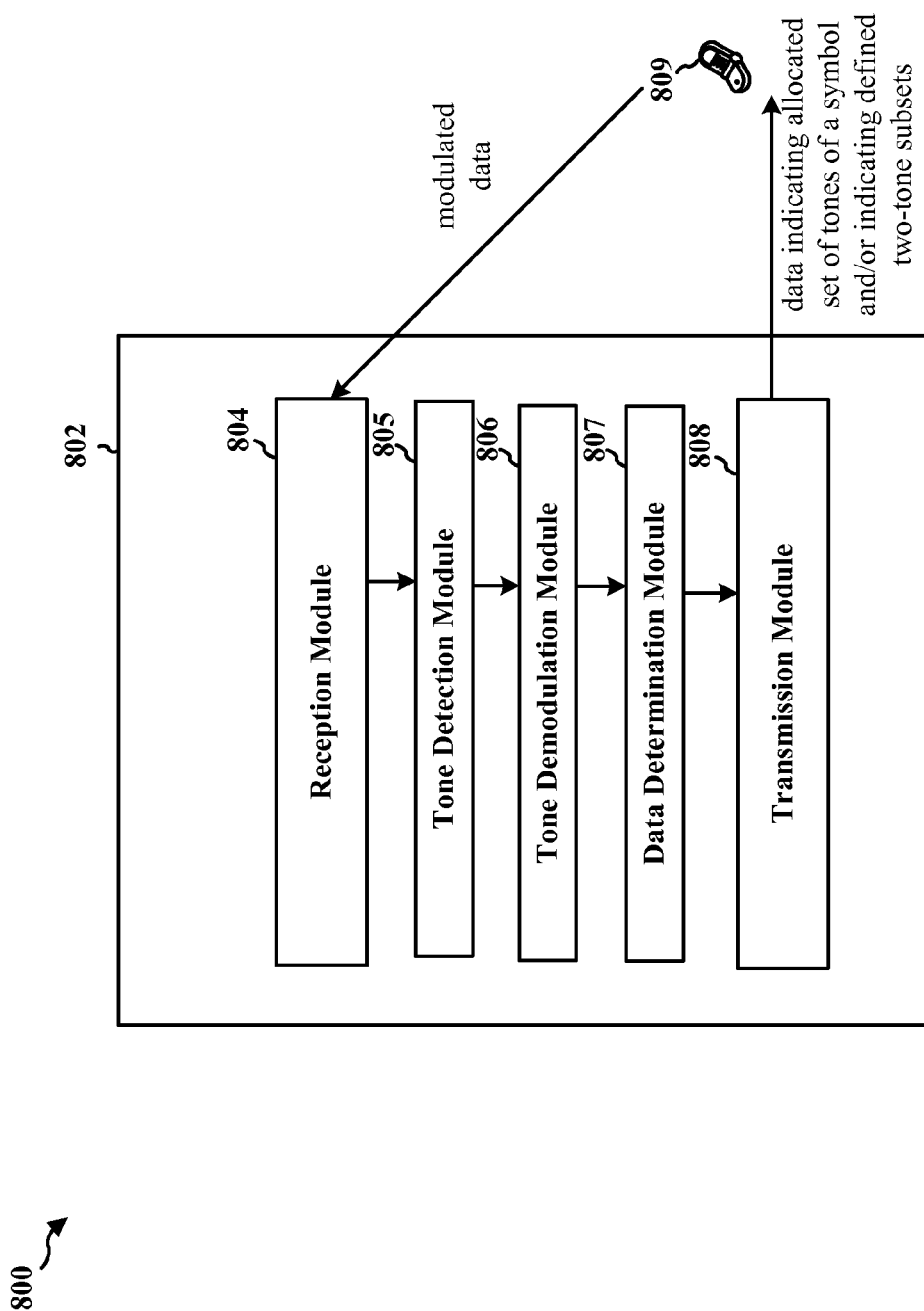 800
802
804
Reception Module
805
Tone Detection Module
806
Tone Demodulation Module
807
Data Determination Module
808
Transmission Module
modulated
data
809
data indicating allocated
set of tones of a symbol
and/or indicating defined
two-tone subsets